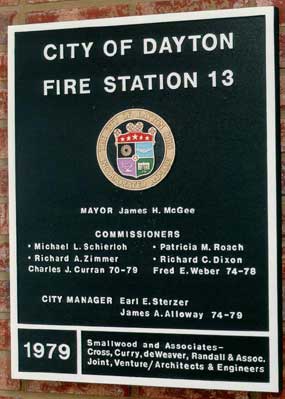 CITY OF DAYTON
FIRE STATION 13
MAYOR James H. McGee
COMMISSIONERS
• Michael L. Schierloh • Patricia M. Roach
• Richard A. Zimmer • Richard C. Dixon
Charles J. Curran 70-79 Fred E. Weber 74-78
CITY MANAGER Earl E. Sterzer
James A. Alloway 74-79
1979
Smallwood and Associates-
Cross, Curry, deWeaver, Randall & Assoc.
Joint, Venture/Architects & Engineers